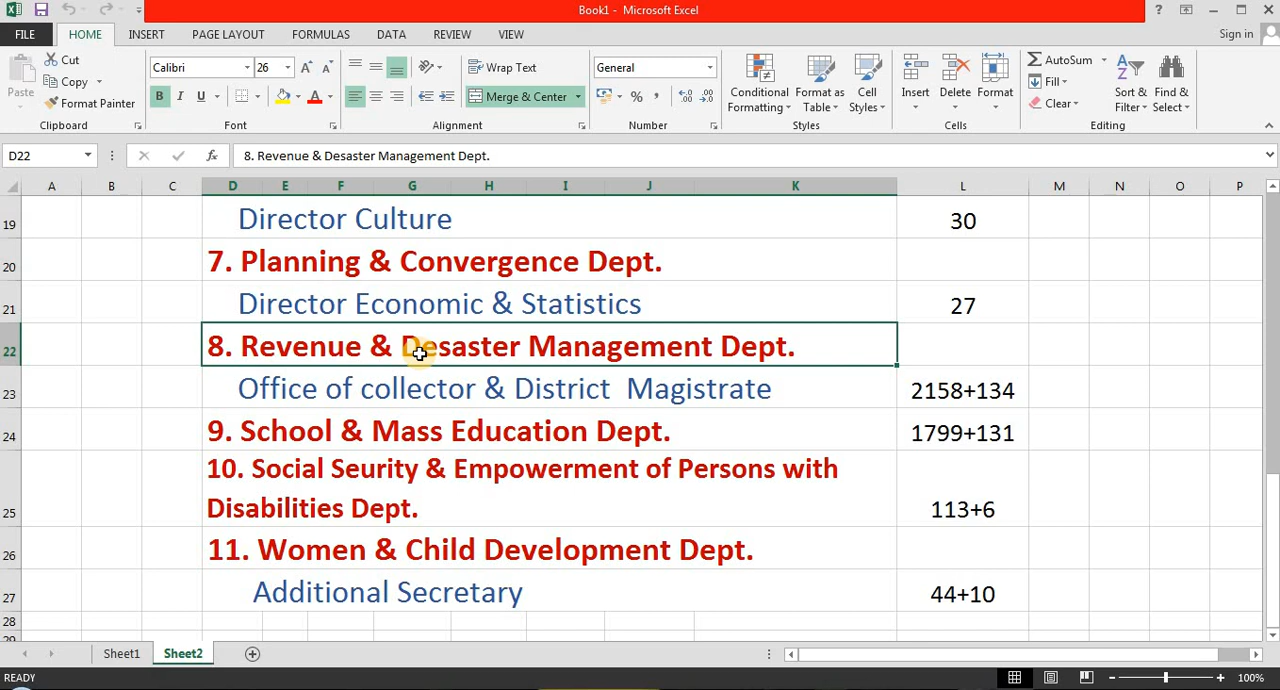 Book1 - Microsoft Excel
?
FILE HOME INSERT PAGE LAYOUT FORMULAS DATA REVIEW VIEW Sign in
Paste
Cut
Copy
Format Painter
Clipboard
Calibri 26 A A
B I U A
Font
Wrap Text
Merge & Center
Alignment
General
% , .00 .0
Number
Conditional Formatting
Format as Table
Cell Styles
Styles
Insert Delete Format
Cells
AutoSum
Fill
Clear
Sort & Filter
Find & Select
Editing
D22 fx 8. Revenue & Desaster Management Dept.
A B C D E F G H I J K L M N O P
19 Director Culture 30
20 7. Planning & Convergence Dept.
21 Director Economic & Statistics 27
22 8. Revenue & Desaster Management Dept.
23 Office of collector & District Magistrate 2158+134
24 9. School & Mass Education Dept. 1799+131
10. Social Seurity & Empowerment of Persons with
25 Disabilities Dept. 113+6
26 11. Women & Child Development Dept.
27 Additional Secretary 44+10
28
29
Sheet1 Sheet2
READY 100%